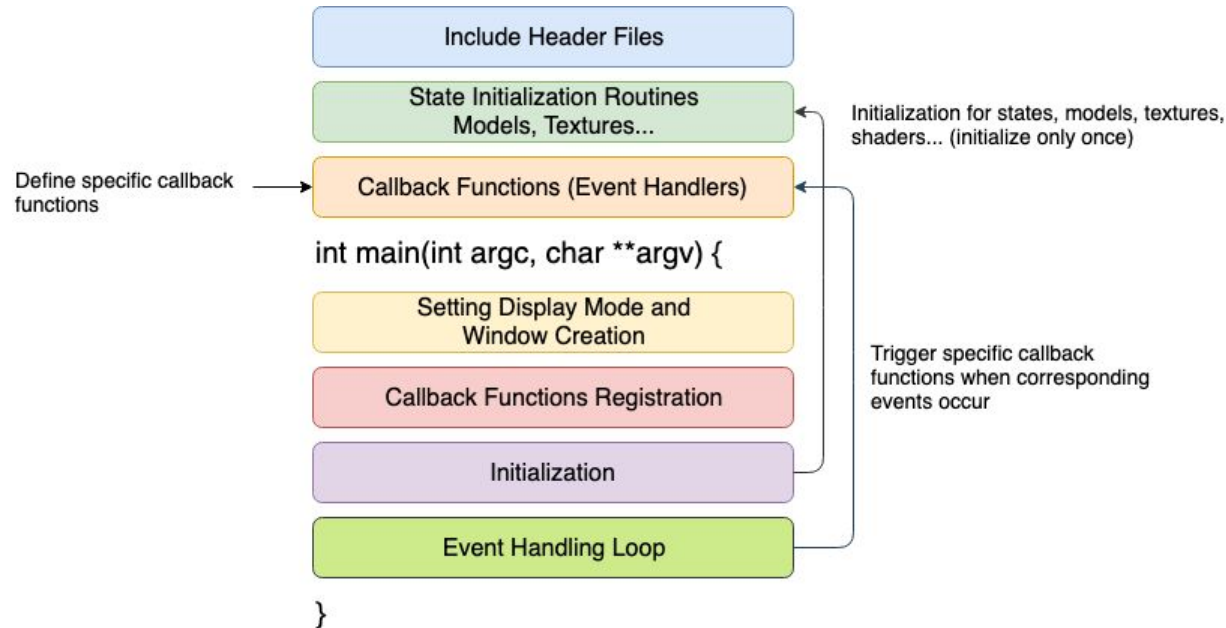 Include Header Files
State Initialization Routines
Models, Textures...
Initialization for states, models, textures,
shaders... (initialize only once)
Define specific callback
functions
Callback Functions (Event Handlers)
int main(int argc, char **argv) {
Setting Display Mode and
Window Creation
Trigger specific callback
functions when corresponding
events occur
Callback Functions Registration
Initialization
Event Handling Loop
}